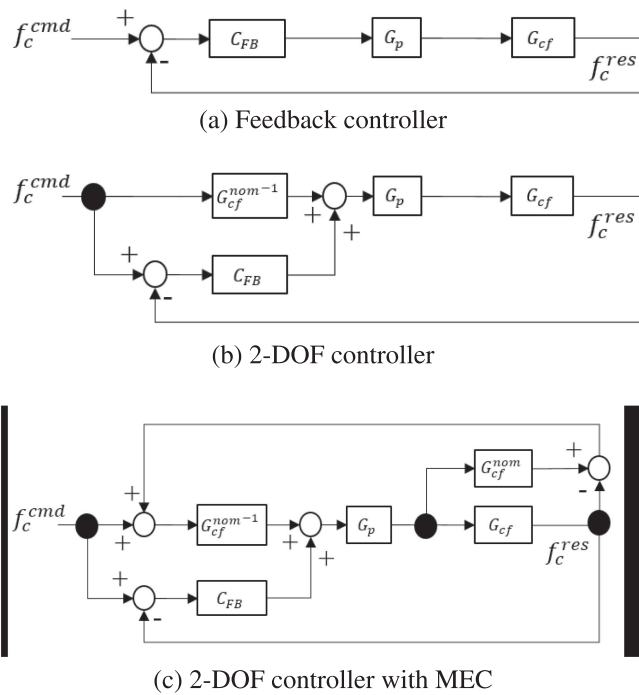 f_c^{cmd} + - C_{FB} G_p G_{cf} f_c^{res}
(a) Feedback controller
f_c^{cmd} G_{cf}^{nom^{-1}} + + G_p G_{cf} f_c^{res}
+ - C_{FB}
(b) 2-DOF controller
+ G_{cf}^{nom} + -
f_c^{cmd} + G_{cf}^{nom^{-1}} + + G_p G_{cf} f_c^{res}
+ - C_{FB}
(c) 2-DOF controller with MEC